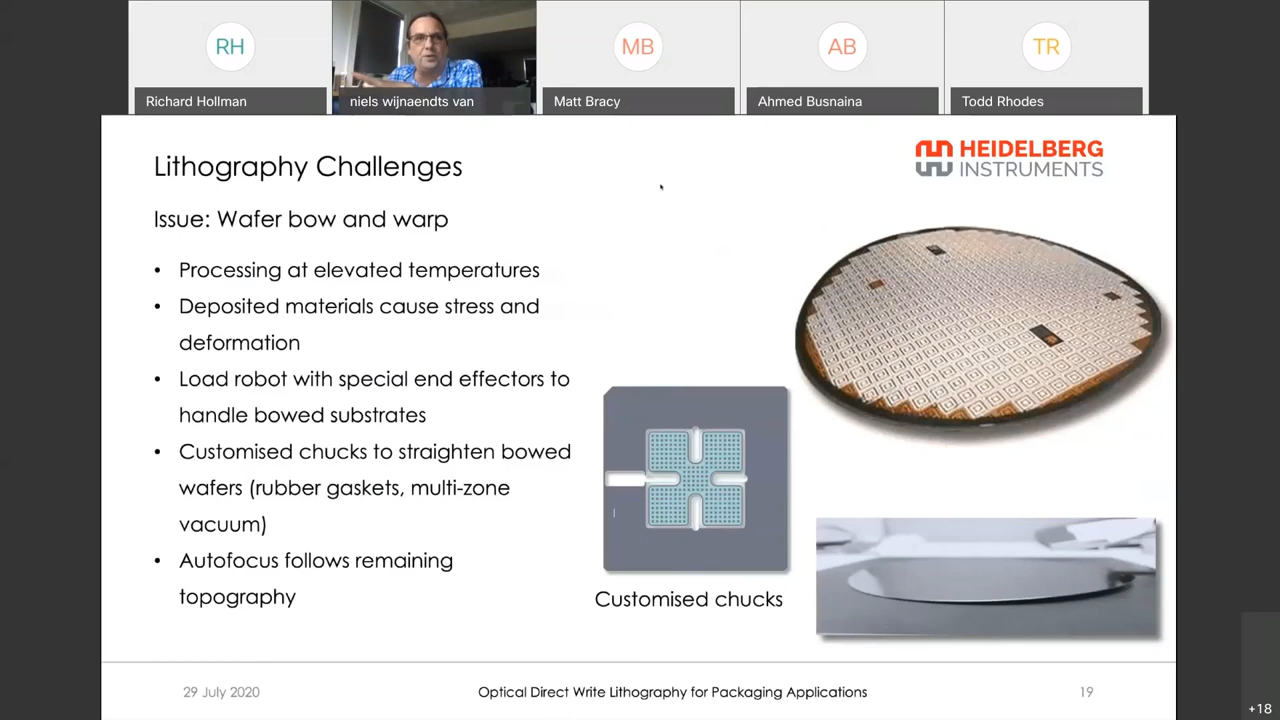 RH
MB
AB
TR
Richard Hollman
niels wijnaendts van
Matt Bracy
Ahmed Busnaina
Todd Rhodes
Lithography Challenges
HEIDELBERG
INSTRUMENTS
Issue: Wafer bow and warp
• Processing at elevated temperatures
• Deposited materials cause stress and
deformation
• Load robot with special end effectors to
handle bowed substrates
• Customised chucks to straighten bowed
wafers (rubber gaskets, multi-zone
vacuum)
• Autofocus follows remaining
topography
Customised chucks
29 July 2020
Optical Direct Write Lithography for Packaging Applications
19
+18